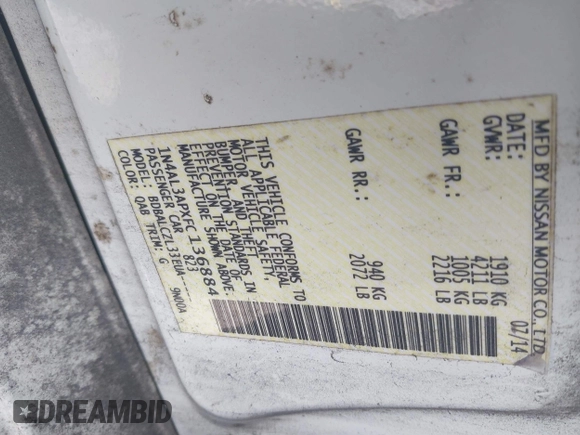 MFD BY NISSAN MOTOR CO., LTD.
DATE: 07/14
GVWR: 1910 KG
4211 LB
GAWR FR.: 1005 KG
2216 LB
GAWR RR.: 940 KG
2072 LB
THIS VEHICLE CONFORMS TO
ALL APPLICABLE FEDERAL
MOTOR VEHICLE SAFETY,
BUMPER, AND THEFT
PREVENTION STANDARDS IN
EFFECT ON THE DATE OF
MANUFACTURE SHOWN ABOVE.
1N4AL3APXFC136884
PASSENGER CAR 873
MODEL: BDBALCZL33EUA-----
COLOR: QAB TRIM: G 9N00A
DREAMBID